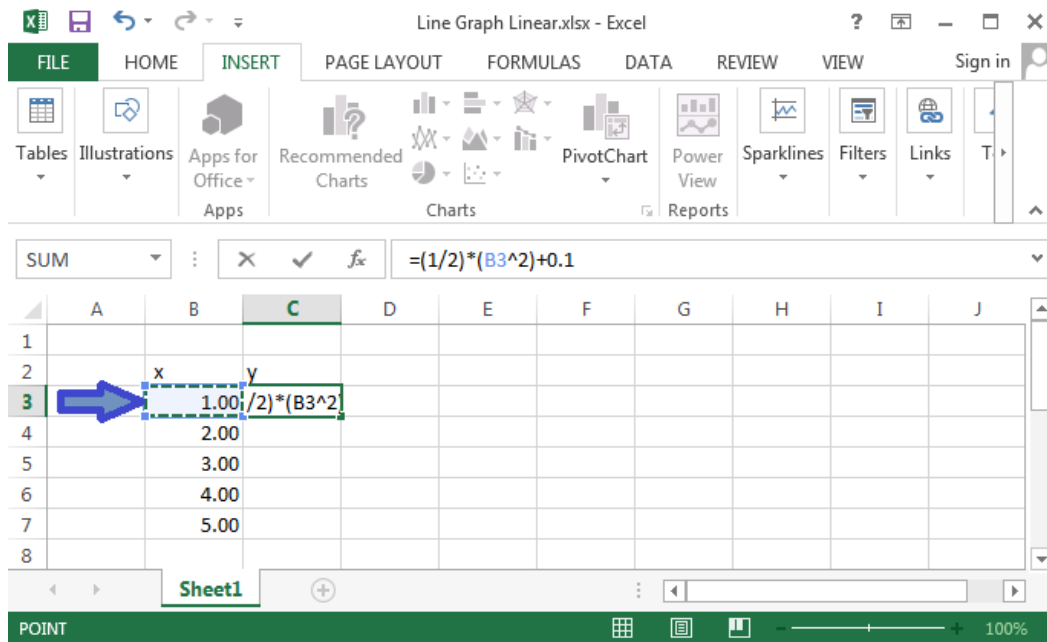 Line Graph Linear.xlsx - Excel
FILE HOME INSERT PAGE LAYOUT FORMULAS DATA REVIEW VIEW Sign in
Tables Illustrations Apps for Office Recommended Charts PivotChart Power View Sparklines Filters Links
Apps Charts Reports
SUM fx =(1/2)*(B3^2)+0.1
A B C D E F G H I J
1
2 x y
3 1.00 /2)*(B3^2)
4 2.00
5 3.00
6 4.00
7 5.00
8
Sheet1
POINT 100%